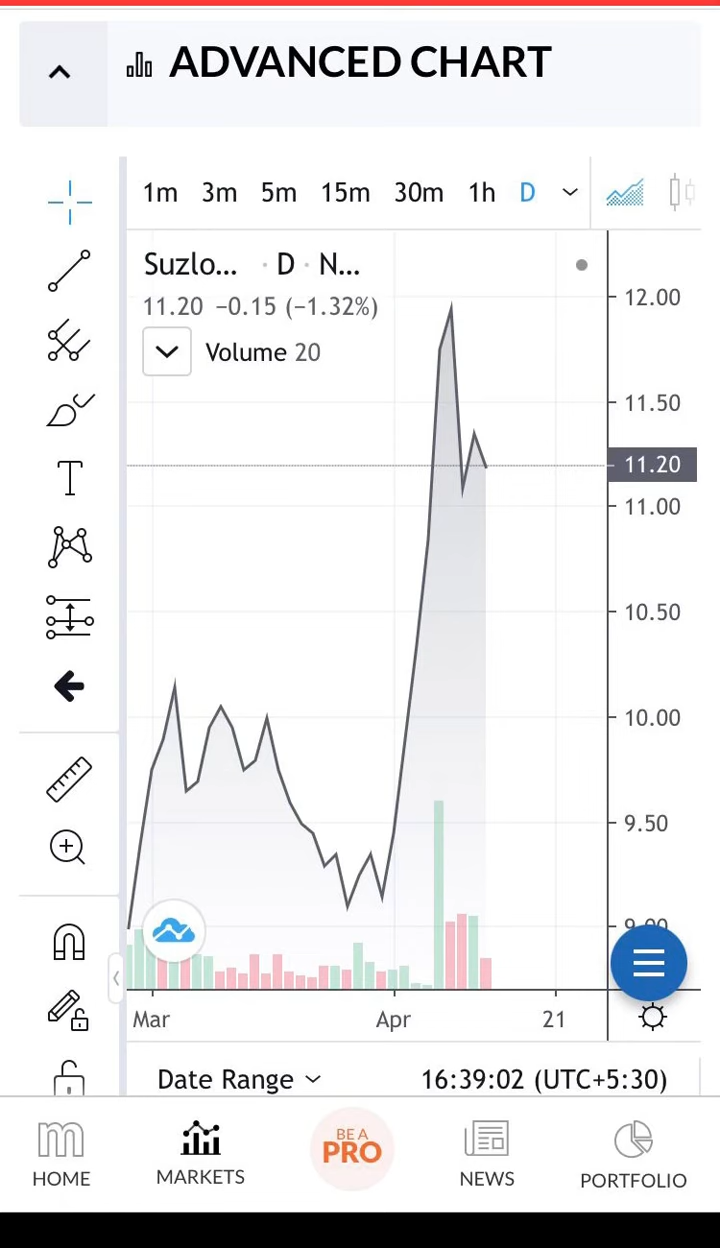 ADVANCED CHART
1m 3m 5m 15m 30m 1h D
Suzlo... · D · N...
11.20 −0.15 (−1.32%)
Volume 20
12.00
11.50
11.20
11.00
10.50
10.00
9.50
9.00
Mar Apr 21
Date Range 16:39:02 (UTC+5:30)
BE A
PRO
HOME MARKETS NEWS PORTFOLIO